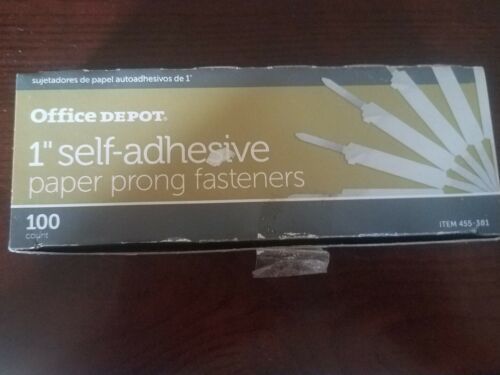 sujetadores de papel autoadhesivos de 1"
Office DEPOT®
1" self-adhesive
paper prong fasteners
100
count
ITEM 455-381